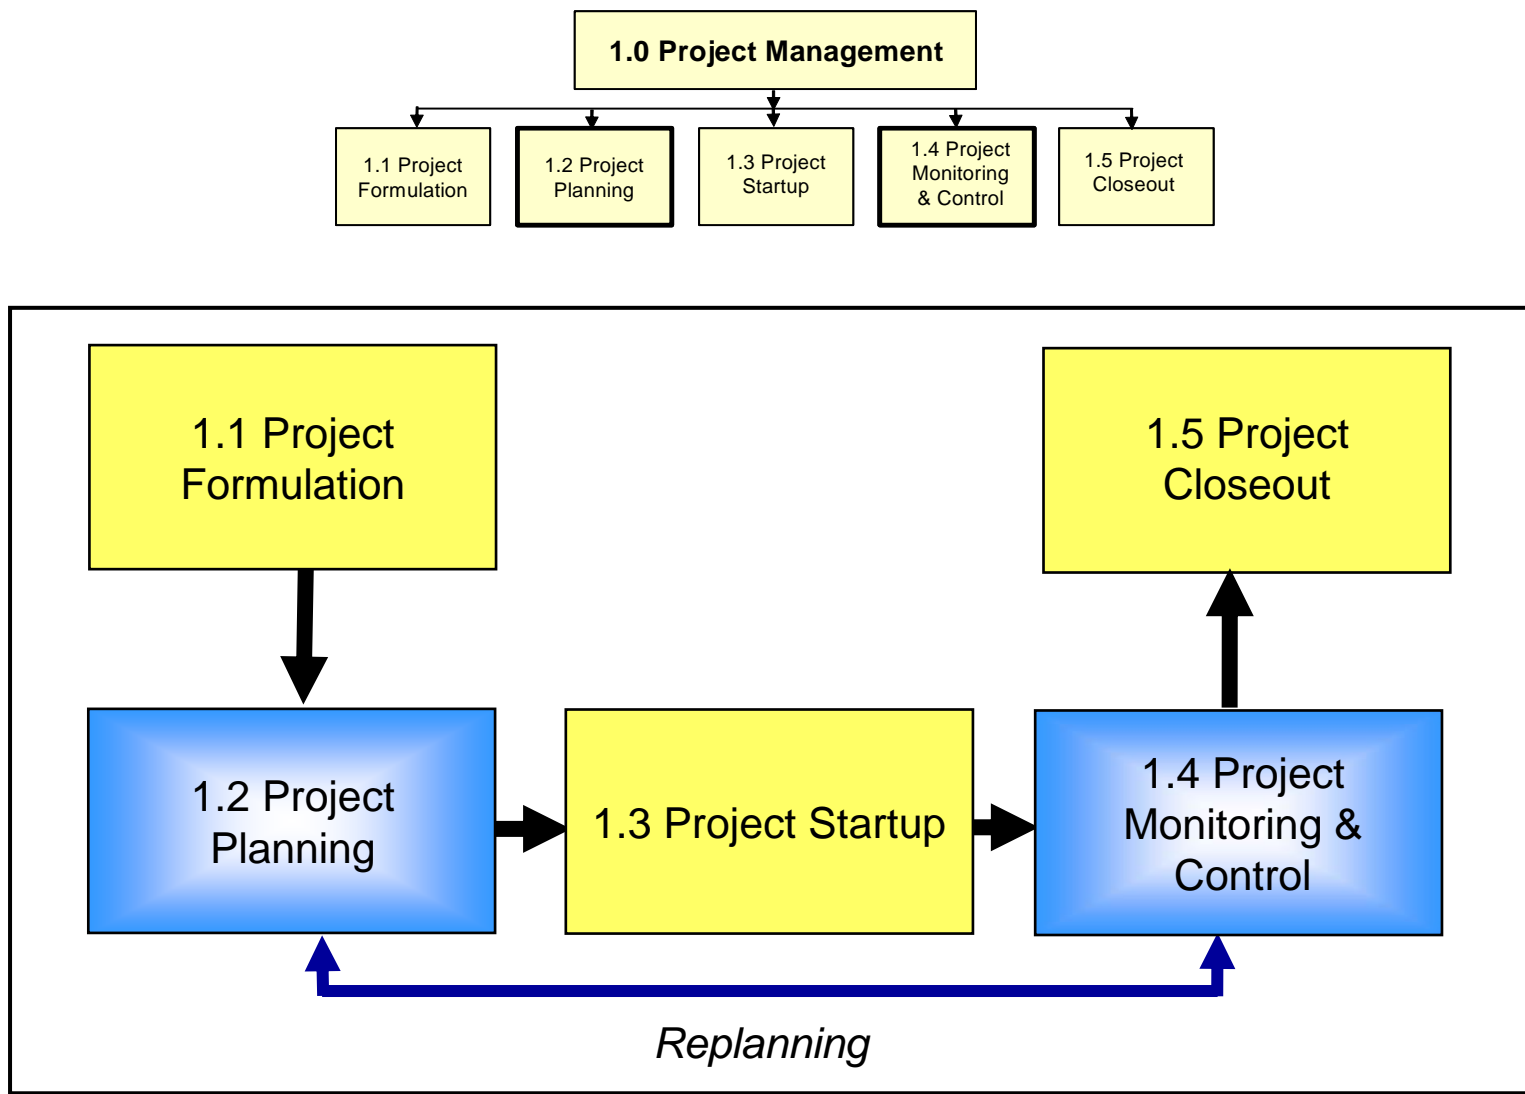 1.0 Project Management
1.1 Project
Formulation
1.2 Project
Planning
1.3 Project
Startup
1.4 Project
Monitoring
& Control
1.5 Project
Closeout
1.1 Project
Formulation
1.5 Project
Closeout
1.2 Project
Planning
1.3 Project Startup
1.4 Project
Monitoring &
Control
Replanning